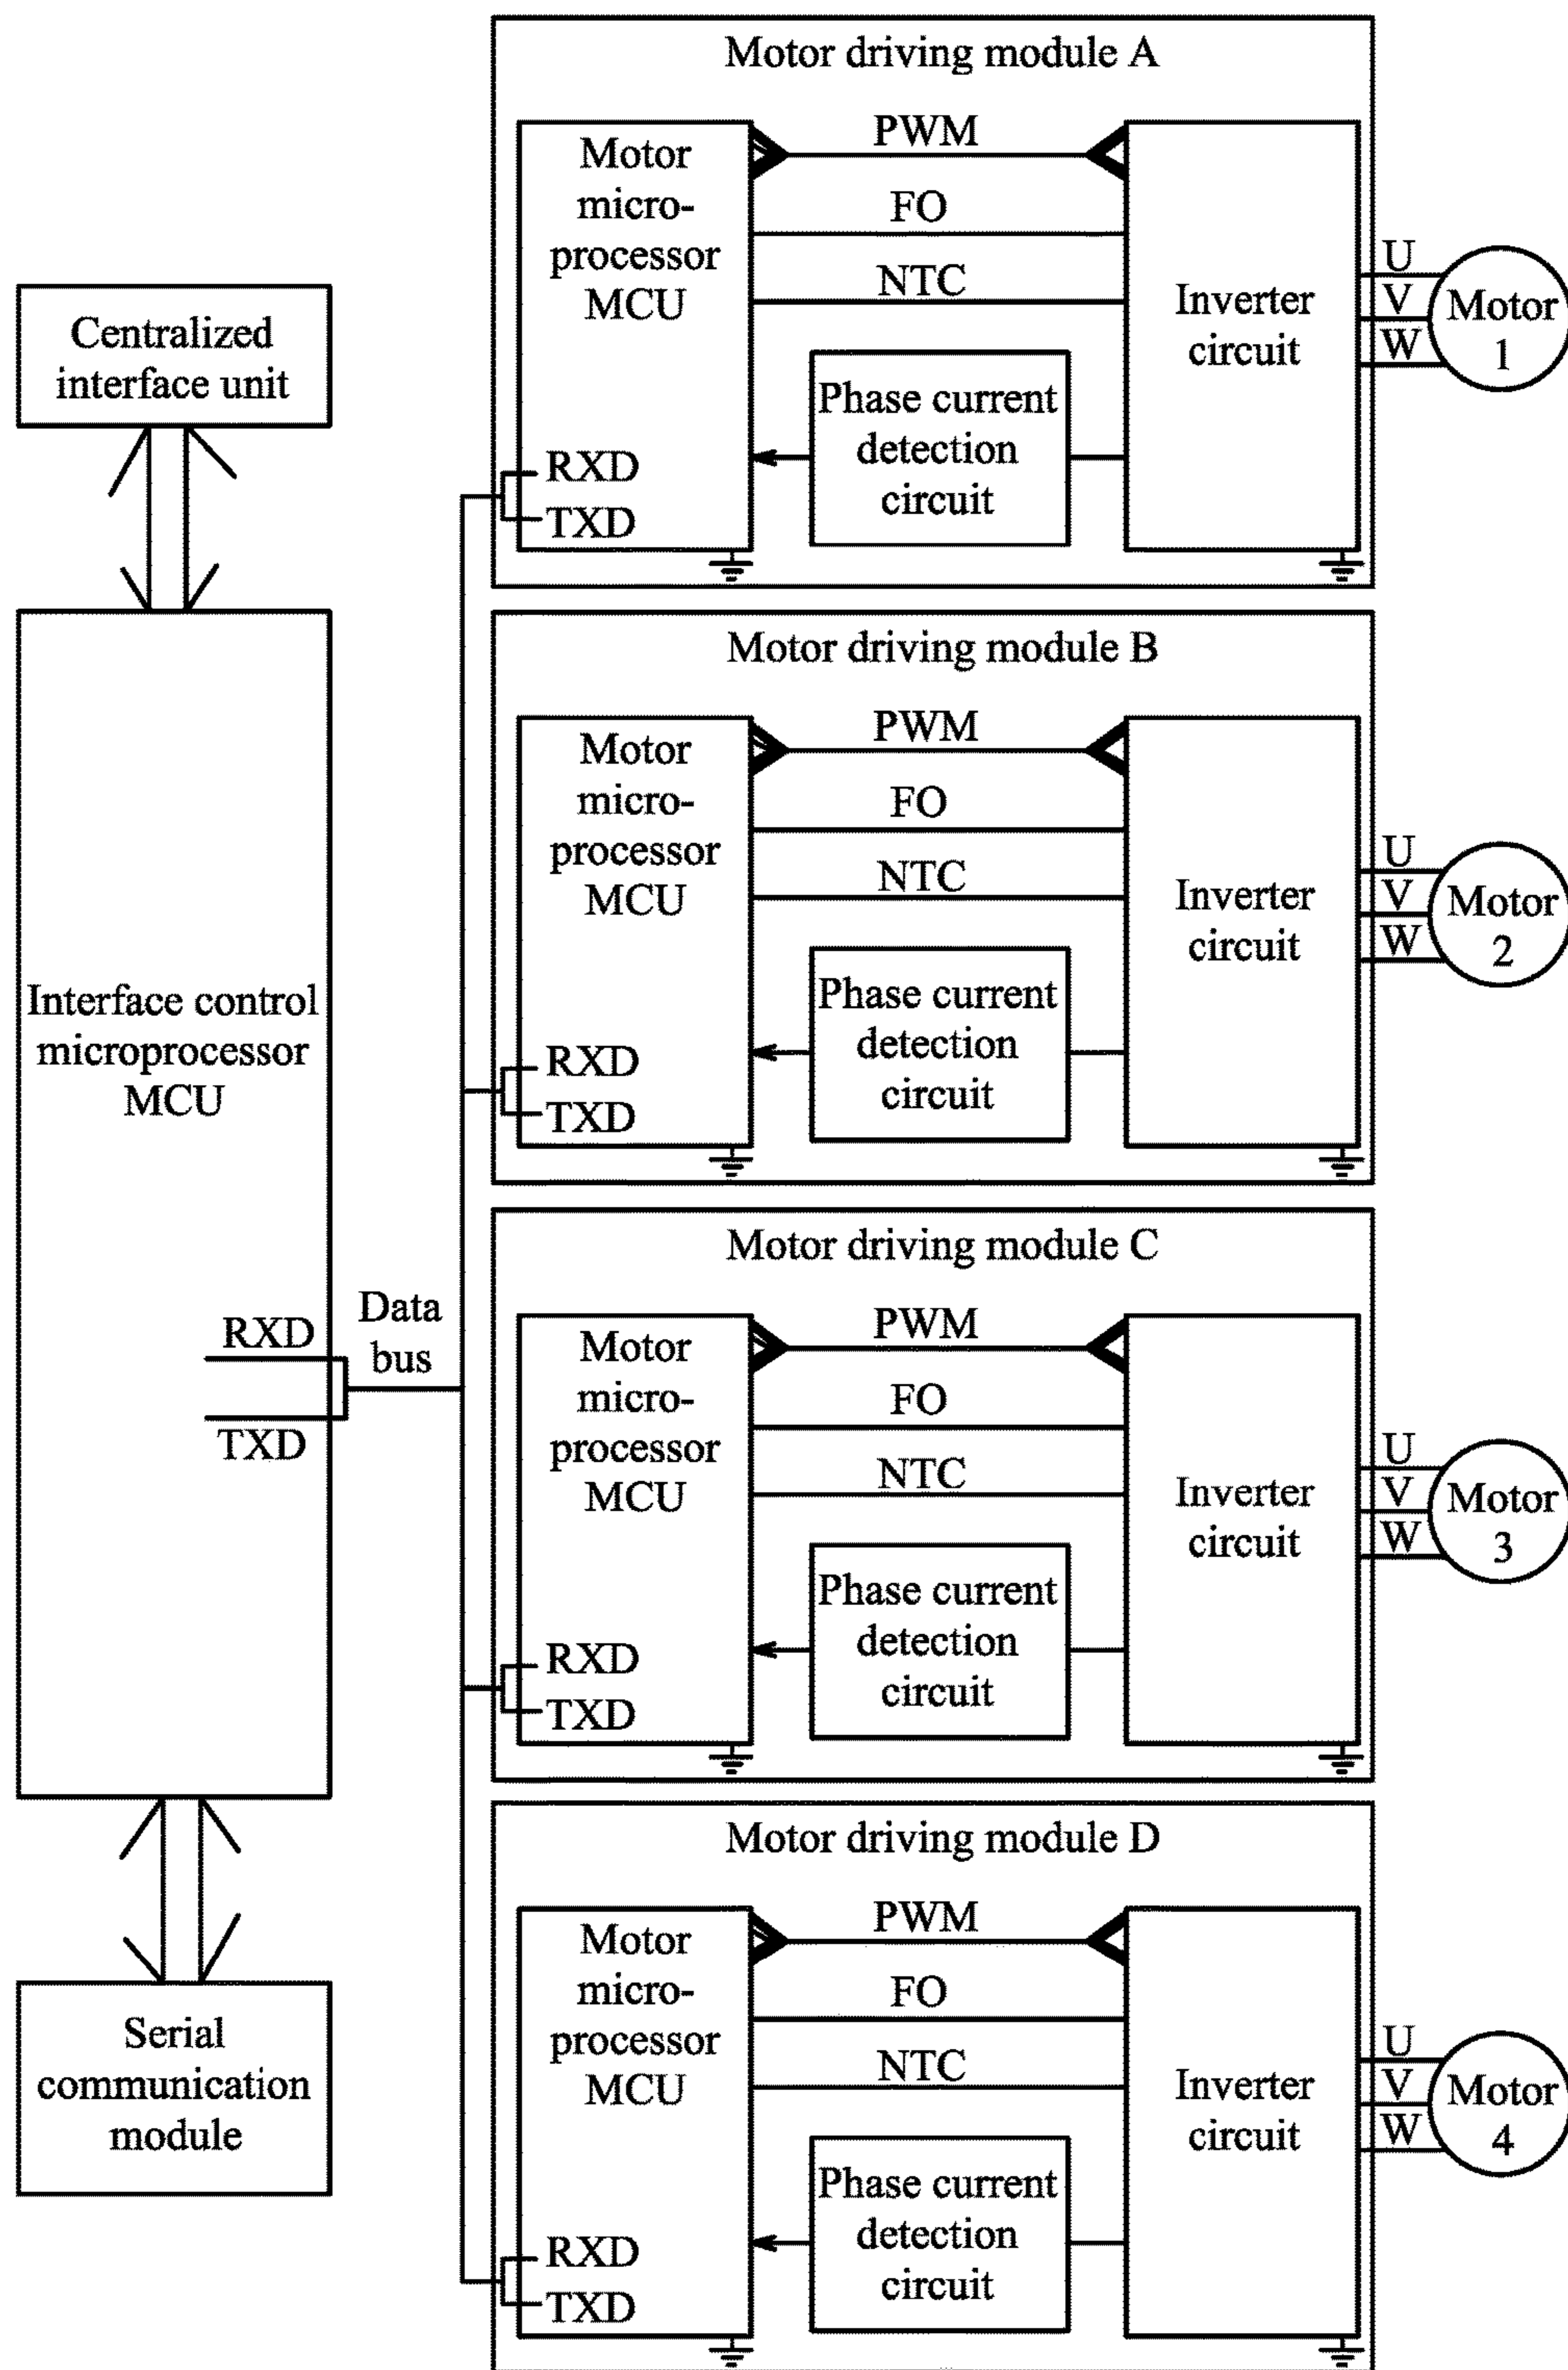 Centralized
interface unit
Interface control
microprocessor
MCU
RXD
TXD
Data
bus
Serial
communication
module
Motor driving module A
Motor
micro-
processor
MCU
PWM
FO
NTC
Phase current
detection
circuit
RXD
TXD
Inverter
circuit
U
V
W
Motor
1
Motor driving module B
Motor
micro-
processor
MCU
PWM
FO
NTC
Phase current
detection
circuit
RXD
TXD
Inverter
circuit
U
V
W
Motor
2
Motor driving module C
Motor
micro-
processor
MCU
PWM
FO
NTC
Phase current
detection
circuit
RXD
TXD
Inverter
circuit
U
V
W
Motor
3
Motor driving module D
Motor
micro-
processor
MCU
PWM
FO
NTC
Phase current
detection
circuit
RXD
TXD
Inverter
circuit
U
V
W
Motor
4